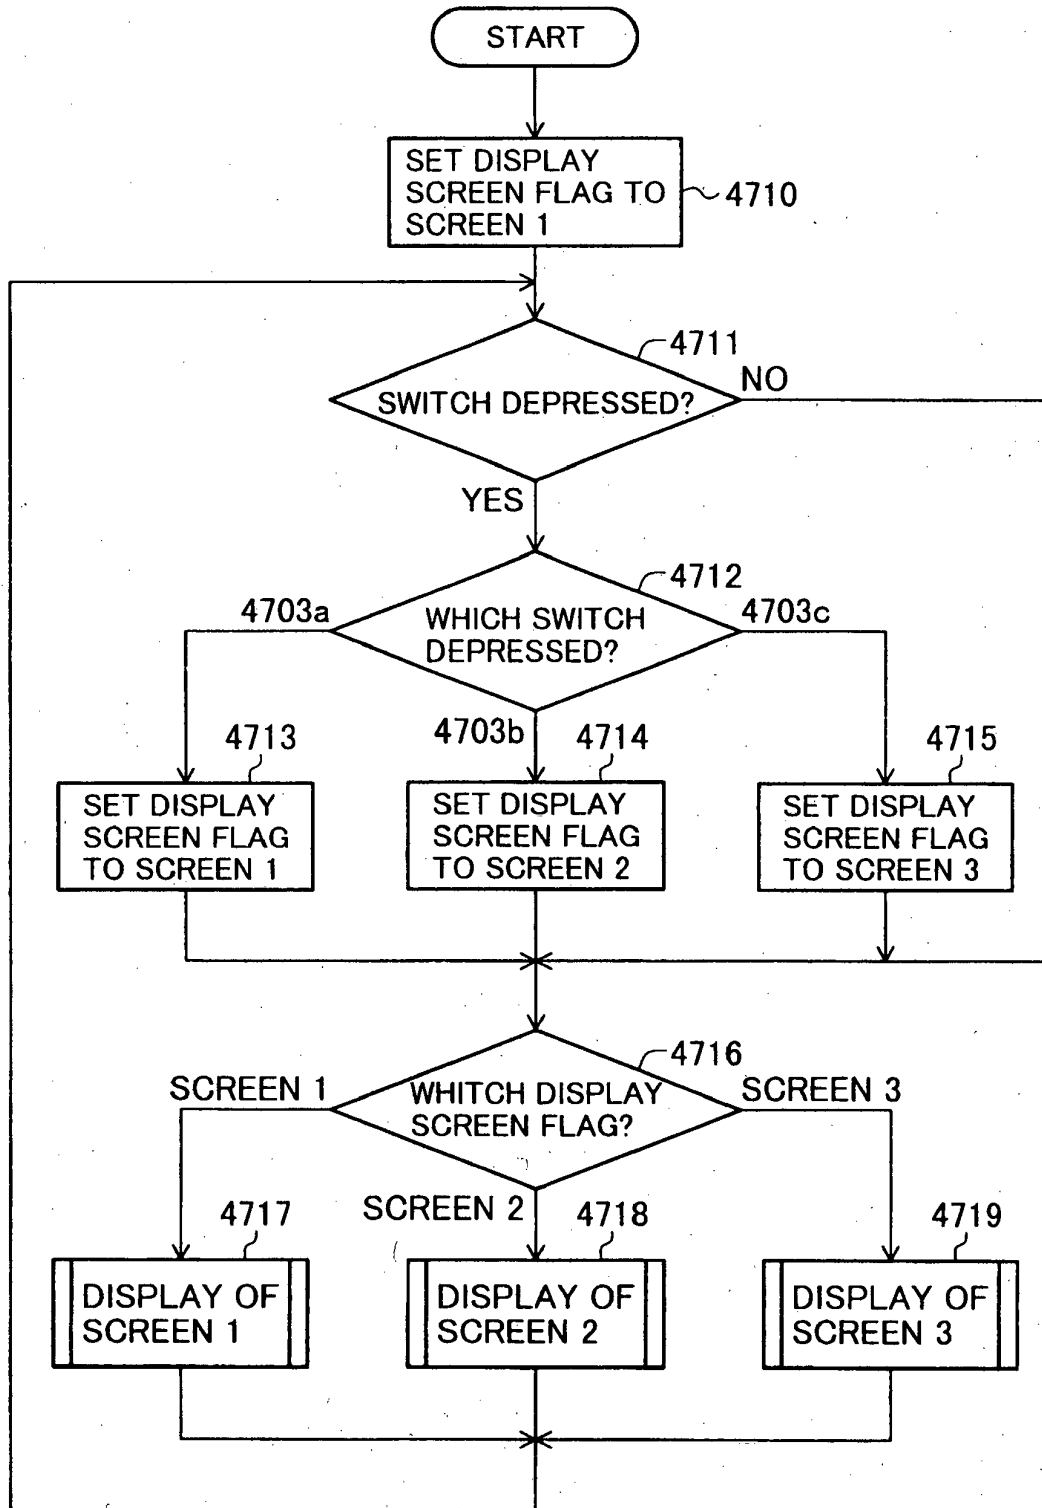 START
SET DISPLAY
SCREEN FLAG TO
SCREEN 1
4710
4711
SWITCH DEPRESSED?
NO
YES
4712
4703a
WHICH SWITCH
DEPRESSED?
4703c
4703b
4713
4714
4715
SET DISPLAY
SCREEN FLAG
TO SCREEN 1
SET DISPLAY
SCREEN FLAG
TO SCREEN 2
SET DISPLAY
SCREEN FLAG
TO SCREEN 3
4716
SCREEN 1
WHITCH DISPLAY
SCREEN FLAG?
SCREEN 3
SCREEN 2
4717
4718
4719
DISPLAY OF
SCREEN 1
DISPLAY OF
SCREEN 2
DISPLAY OF
SCREEN 3